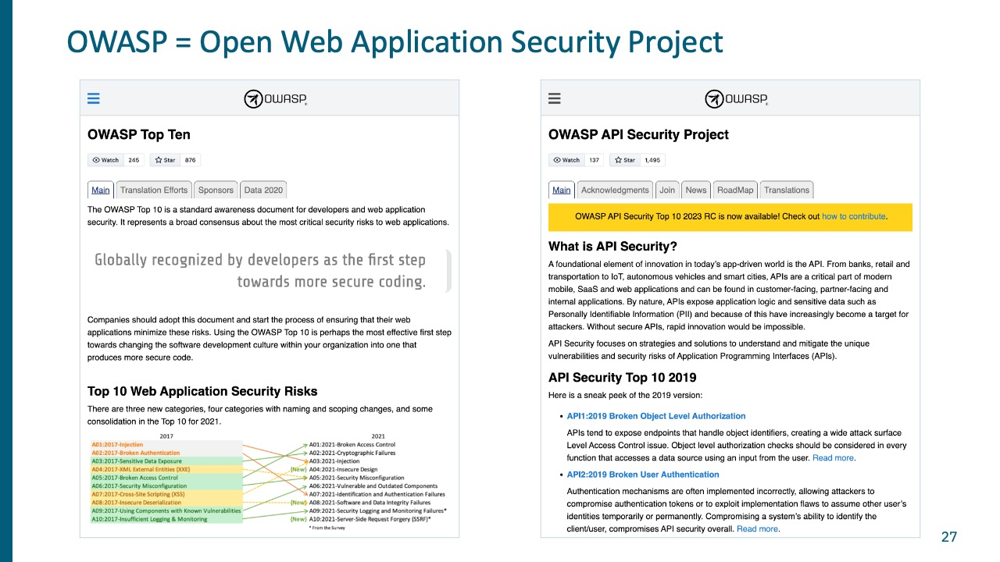 OWASP = Open Web Application Security Project
OWASP
OWASP Top Ten
Watch 245 Star 876
Main Translation Efforts Sponsors Data 2020
The OWASP Top 10 is a standard awareness document for developers and web application
security. It represents a broad consensus about the most critical security risks to web applications.
Globally recognized by developers as the first step
towards more secure coding.
Companies should adopt this document and start the process of ensuring that their web
applications minimize these risks. Using the OWASP Top 10 is perhaps the most effective first step
towards changing the software development culture within your organization into one that
produces more secure code.
Top 10 Web Application Security Risks
There are three new categories, four categories with naming and scoping changes, and some
consolidation in the Top 10 for 2021.
2017
A01:2017-Injection
A02:2017-Broken Authentication
A03:2017-Sensitive Data Exposure
A04:2017-XML External Entities (XXE)
A05:2017-Broken Access Control
A06:2017-Security Misconfiguration
A07:2017-Cross-Site Scripting (XSS)
A08:2017-Insecure Deserialization
A09:2017-Using Components with Known Vulnerabilities
A10:2017-Insufficient Logging & Monitoring
2021
A01:2021-Broken Access Control
A02:2021-Cryptographic Failures
A03:2021-Injection
(New) A04:2021-Insecure Design
A05:2021-Security Misconfiguration
A06:2021-Vulnerable and Outdated Components
A07:2021-Identification and Authentication Failures
(New) A08:2021-Software and Data Integrity Failures
A09:2021-Security Logging and Monitoring Failures*
(New) A10:2021-Server-Side Request Forgery (SSRF)*
* From the Survey
OWASP
OWASP API Security Project
Watch 137 Star 1,495
Main Acknowledgments Join News RoadMap Translations
OWASP API Security Top 10 2023 RC is now available! Check out how to contribute.
What is API Security?
A foundational element of innovation in today's app-driven world is the API. From banks, retail and
transportation to IoT, autonomous vehicles and smart cities, APIs are a critical part of modern
mobile, SaaS and web applications and can be found in customer-facing, partner-facing and
internal applications. By nature, APIs expose application logic and sensitive data such as
Personally Identifiable Information (PII) and because of this have increasingly become a target for
attackers. Without secure APIs, rapid innovation would be impossible.
API Security focuses on strategies and solutions to understand and mitigate the unique
vulnerabilities and security risks of Application Programming Interfaces (APIs).
API Security Top 10 2019
Here is a sneak peek of the 2019 version:
• API1:2019 Broken Object Level Authorization
APIs tend to expose endpoints that handle object identifiers, creating a wide attack surface
Level Access Control issue. Object level authorization checks should be considered in every
function that accesses a data source using an input from the user. Read more.
• API2:2019 Broken User Authentication
Authentication mechanisms are often implemented incorrectly, allowing attackers to
compromise authentication tokens or to exploit implementation flaws to assume other user's
identities temporarily or permanently. Compromising a system's ability to identify the
client/user, compromises API security overall. Read more.
27